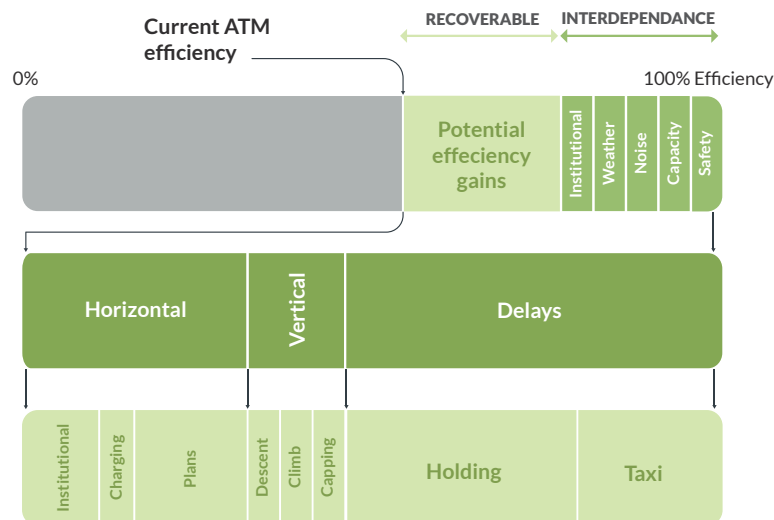 RECOVERABLE
INTERDEPENDANCE
Current ATM
efficiency
0%
100% Efficiency
Potential
effeciency
gains
Institutional
Weather
Noise
Capacity
Safety
Horizontal
Vertical
Delays
Institutional
Charging
Plans
Descent
Climb
Capping
Holding
Taxi